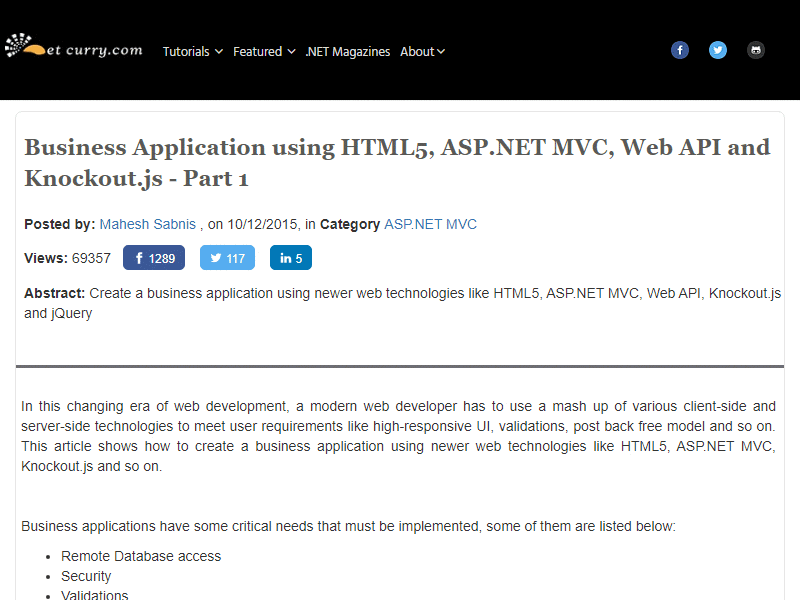 et curry.com Tutorials Featured .NET Magazines About
Business Application using HTML5, ASP.NET MVC, Web API and
Knockout.js - Part 1
Posted by: Mahesh Sabnis , on 10/12/2015, in Category ASP.NET MVC
Views: 69357 1289 117 in 5
Abstract: Create a business application using newer web technologies like HTML5, ASP.NET MVC, Web API, Knockout.js
and jQuery
In this changing era of web development, a modern web developer has to use a mash up of various client-side and
server-side technologies to meet user requirements like high-responsive UI, validations, post back free model and so on.
This article shows how to create a business application using newer web technologies like HTML5, ASP.NET MVC,
Knockout.js and so on.
Business applications have some critical needs that must be implemented, some of them are listed below:
• Remote Database access
• Security
• Validations